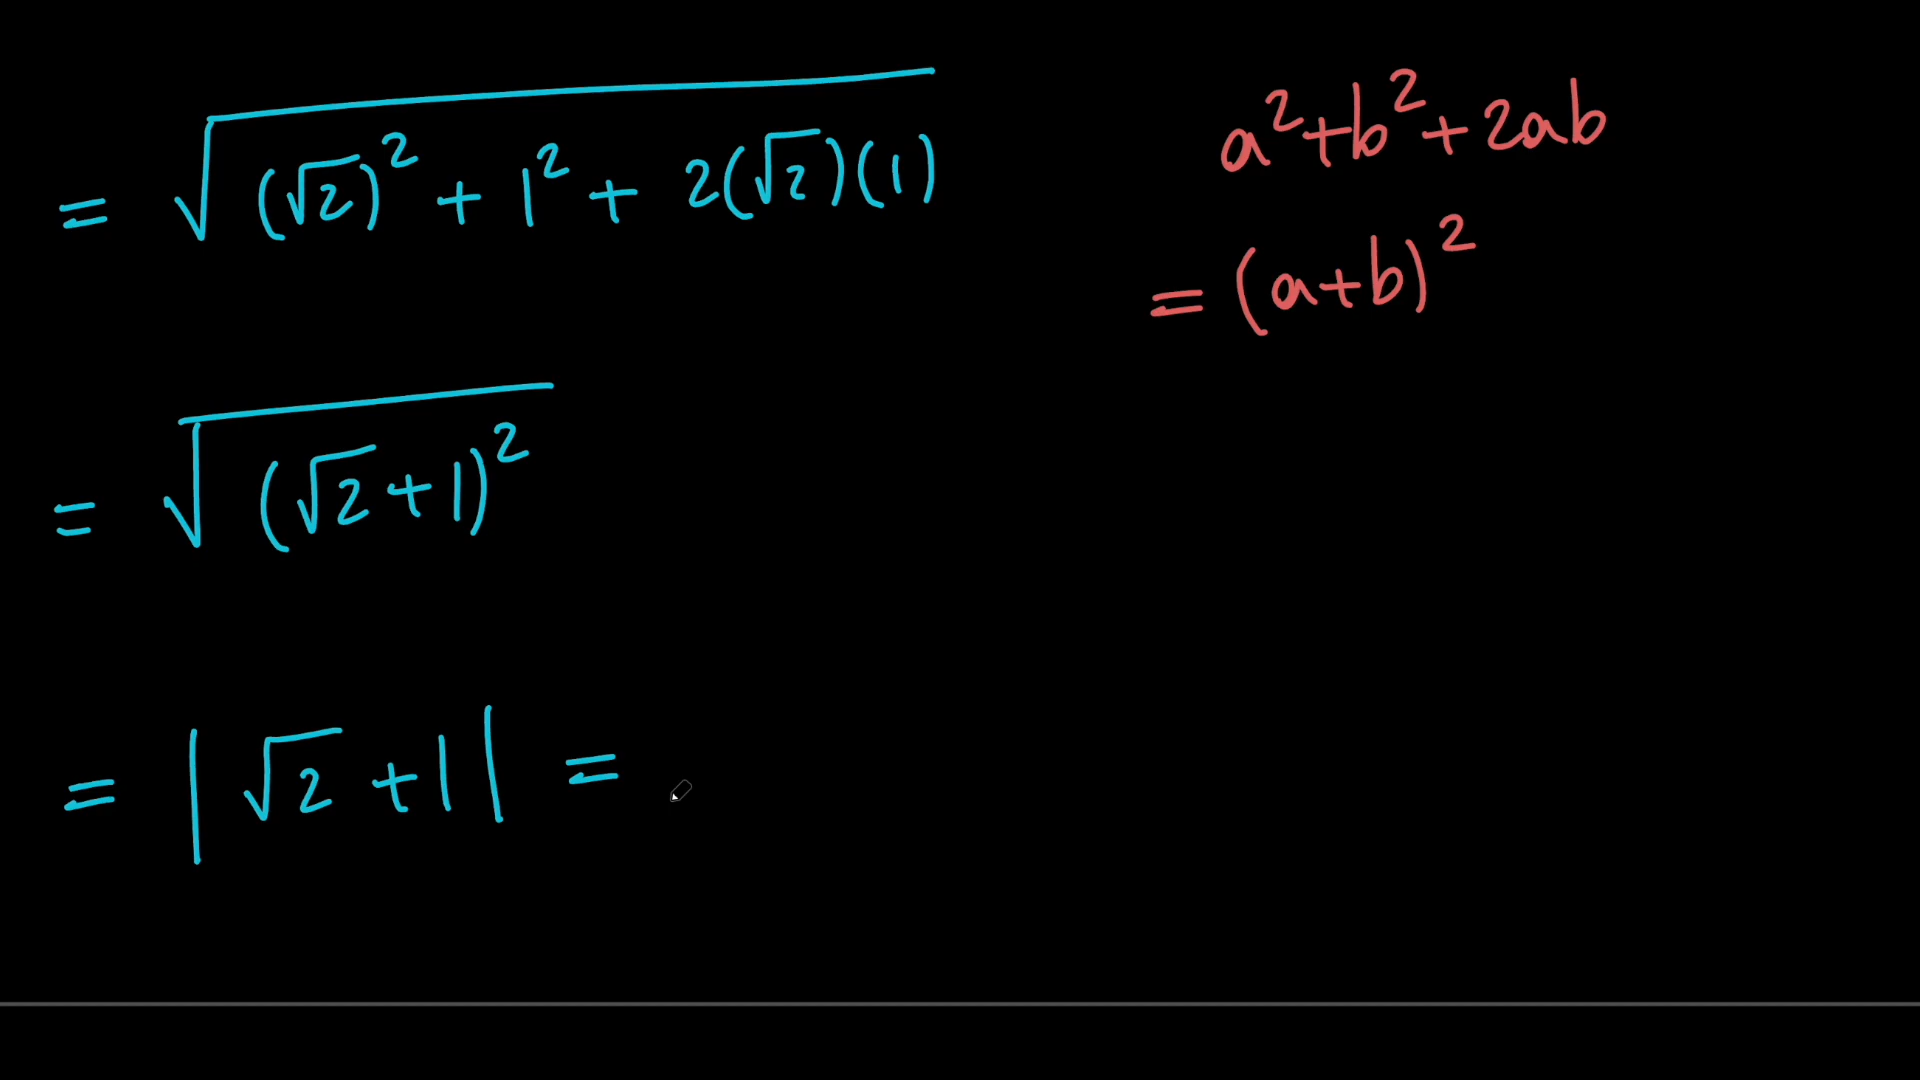 = √((√2)² + 1² + 2(√2)(1))
a² + b² + 2ab
= (a+b)²
= √((√2 + 1)²)
= |√2 + 1| =